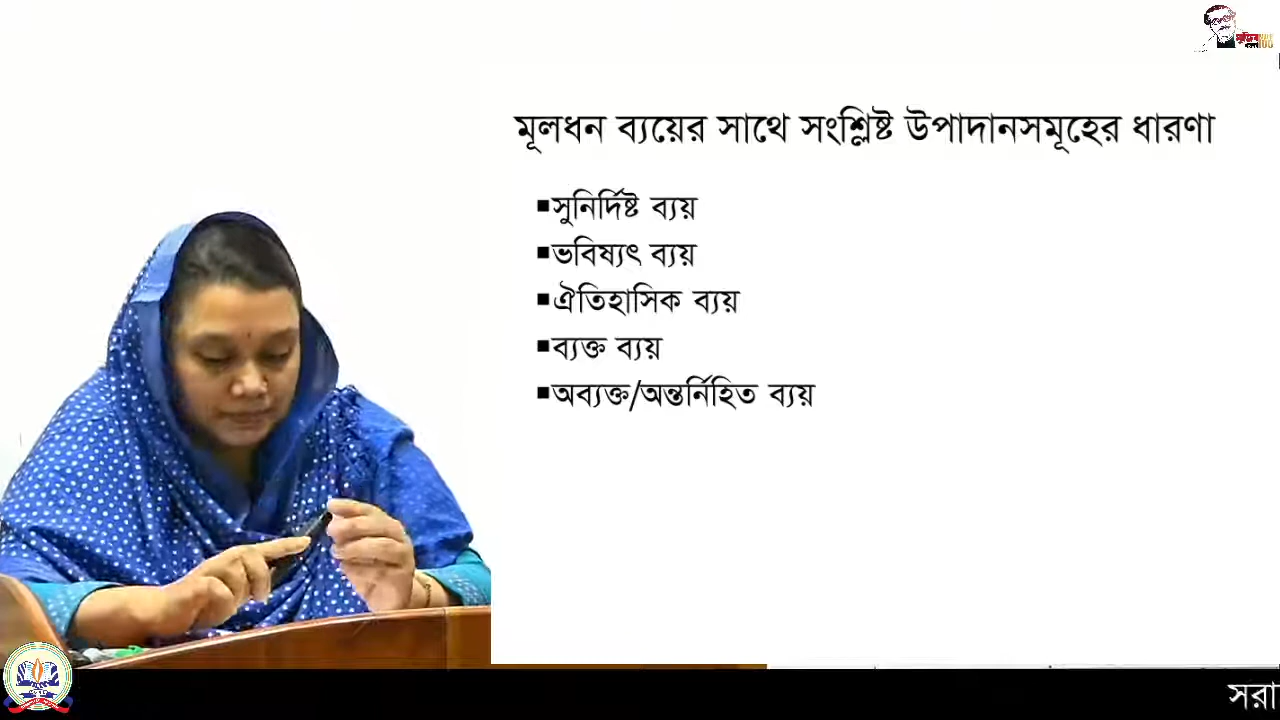 মূলধন ব্যয়ের সাথে সংশ্লিষ্ট উপাদানসমূহের ধারণা
▪সুনির্দিষ্ট ব্যয়
▪ভবিষ্যৎ ব্যয়
▪ঐতিহাসিক ব্যয়
▪ব্যক্ত ব্যয়
▪অব্যক্ত/অন্তর্নিহিত ব্যয়
সরা